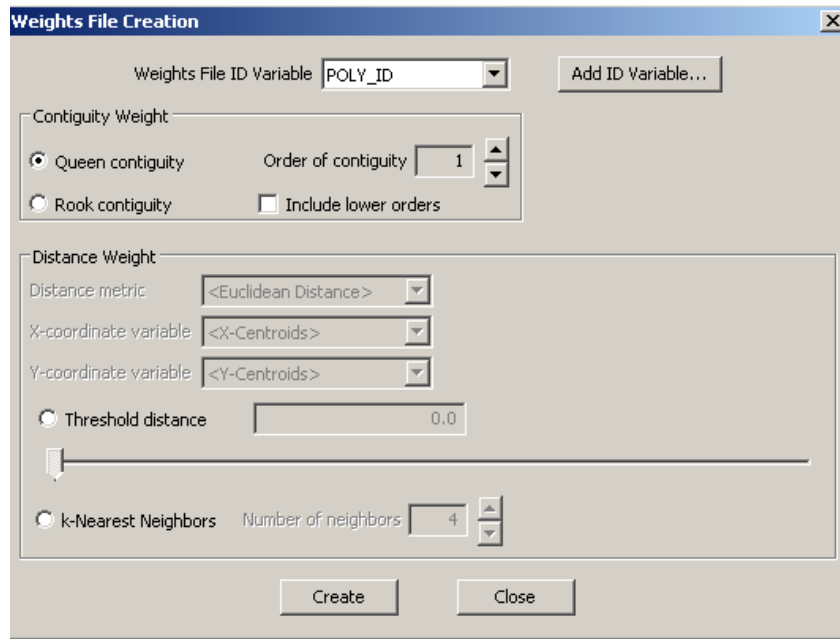 Weights File Creation
Weights File ID Variable POLY_ID Add ID Variable...
Contiguity Weight
Queen contiguity Order of contiguity 1
Rook contiguity Include lower orders
Distance Weight
Distance metric <Euclidean Distance>
X-coordinate variable <X-Centroids>
Y-coordinate variable <Y-Centroids>
Threshold distance 0.0
k-Nearest Neighbors Number of neighbors 4
Create Close